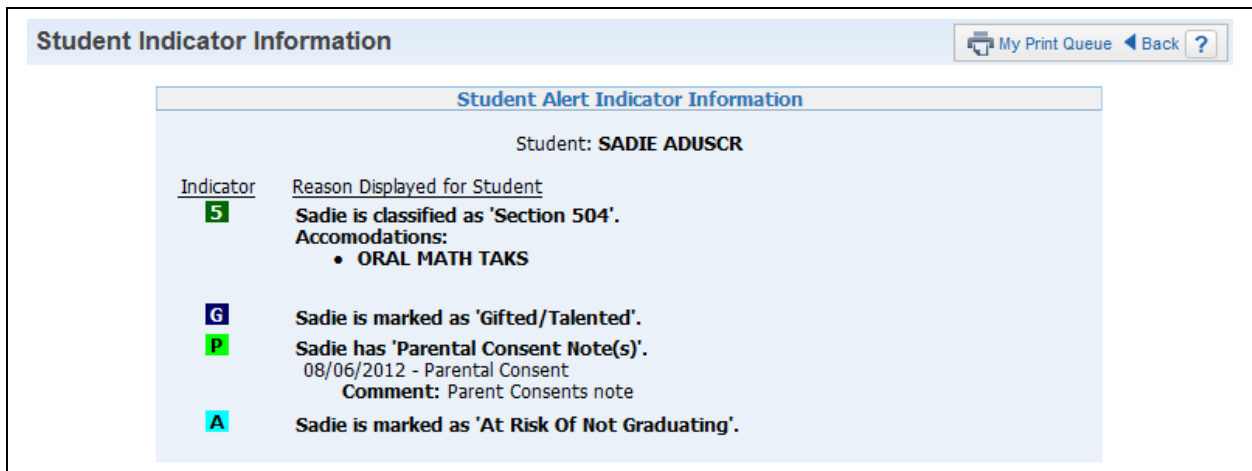 Student Indicator Information
My Print Queue Back ?
Student Alert Indicator Information
Student: SADIE ADUSCR
Indicator Reason Displayed for Student
5 Sadie is classified as 'Section 504'.
Accomodations:
• ORAL MATH TAKS
G Sadie is marked as 'Gifted/Talented'.
P Sadie has 'Parental Consent Note(s)'.
08/06/2012 - Parental Consent
Comment: Parent Consents note
A Sadie is marked as 'At Risk Of Not Graduating'.